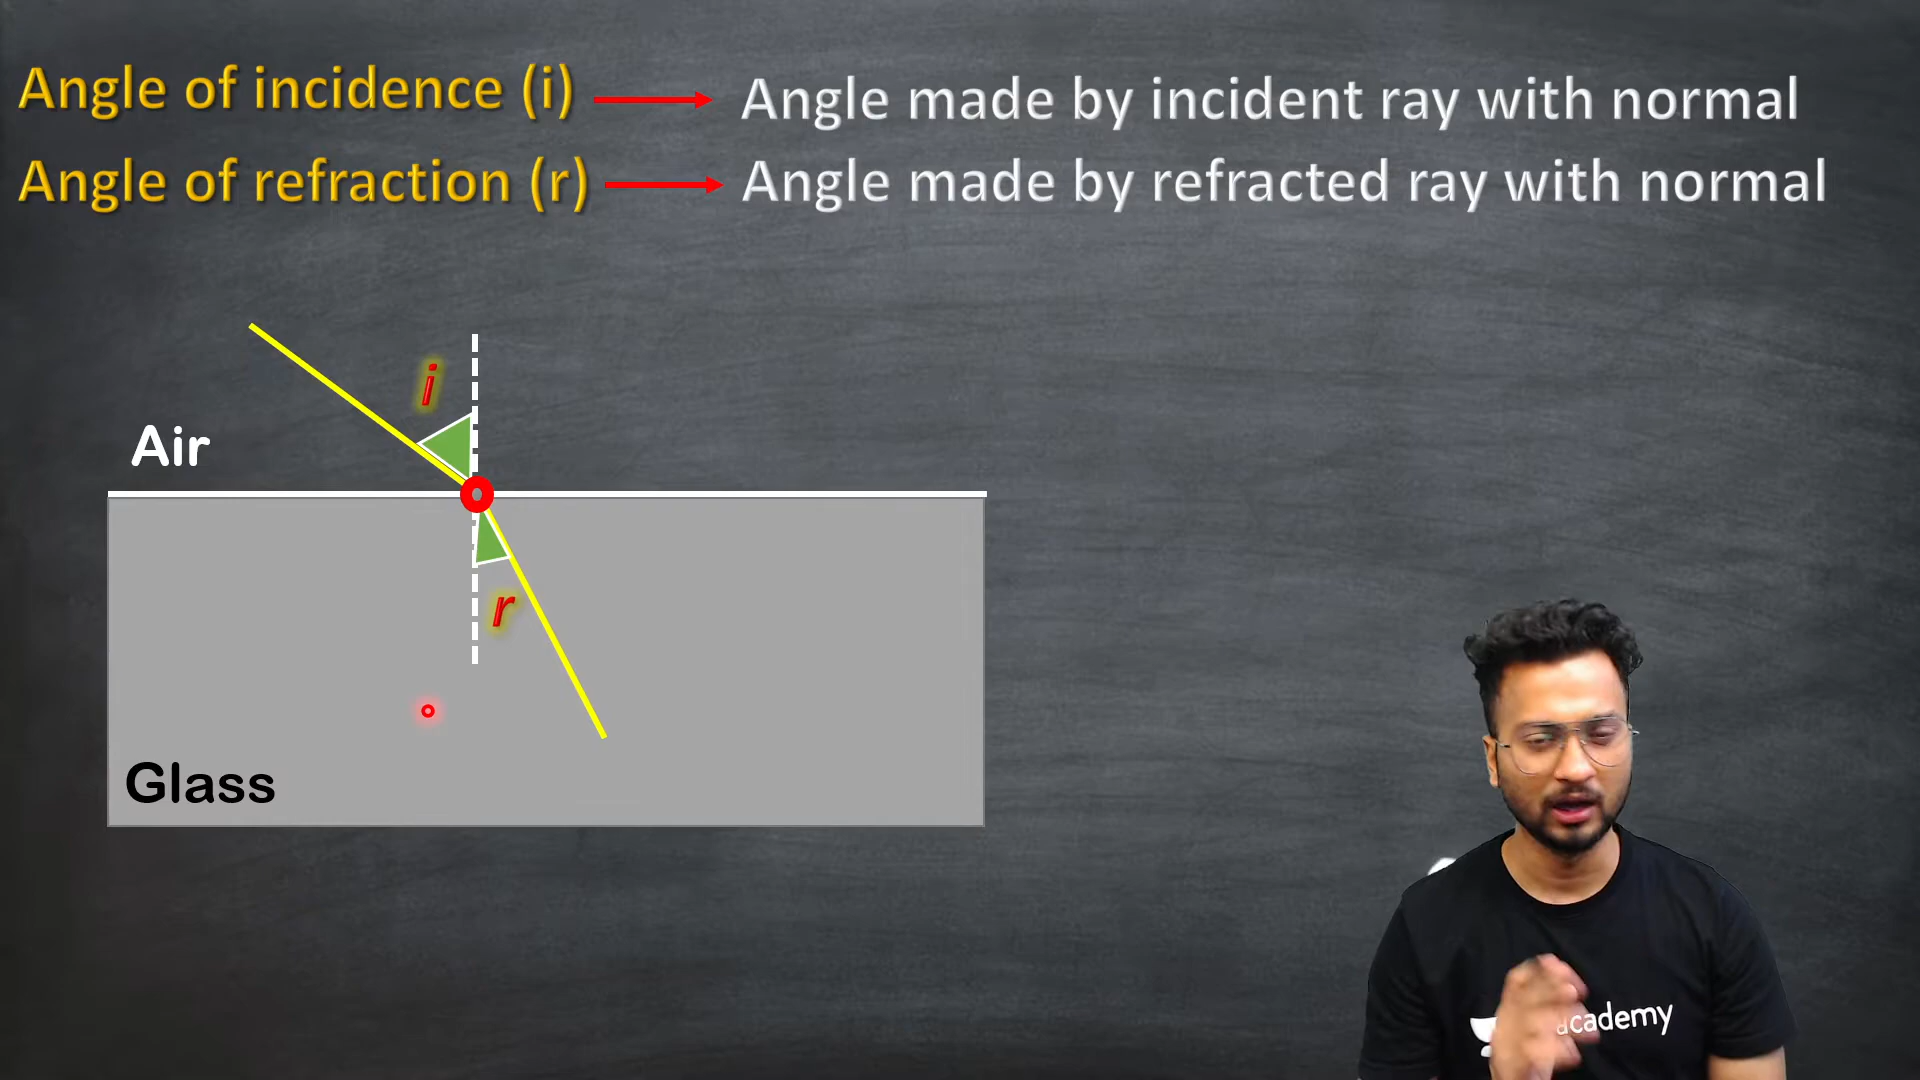 Angle of incidence (i)
Angle made by incident ray with normal
Angle of refraction (r)
Angle made by refracted ray with normal
i
Air
r
Glass
academy